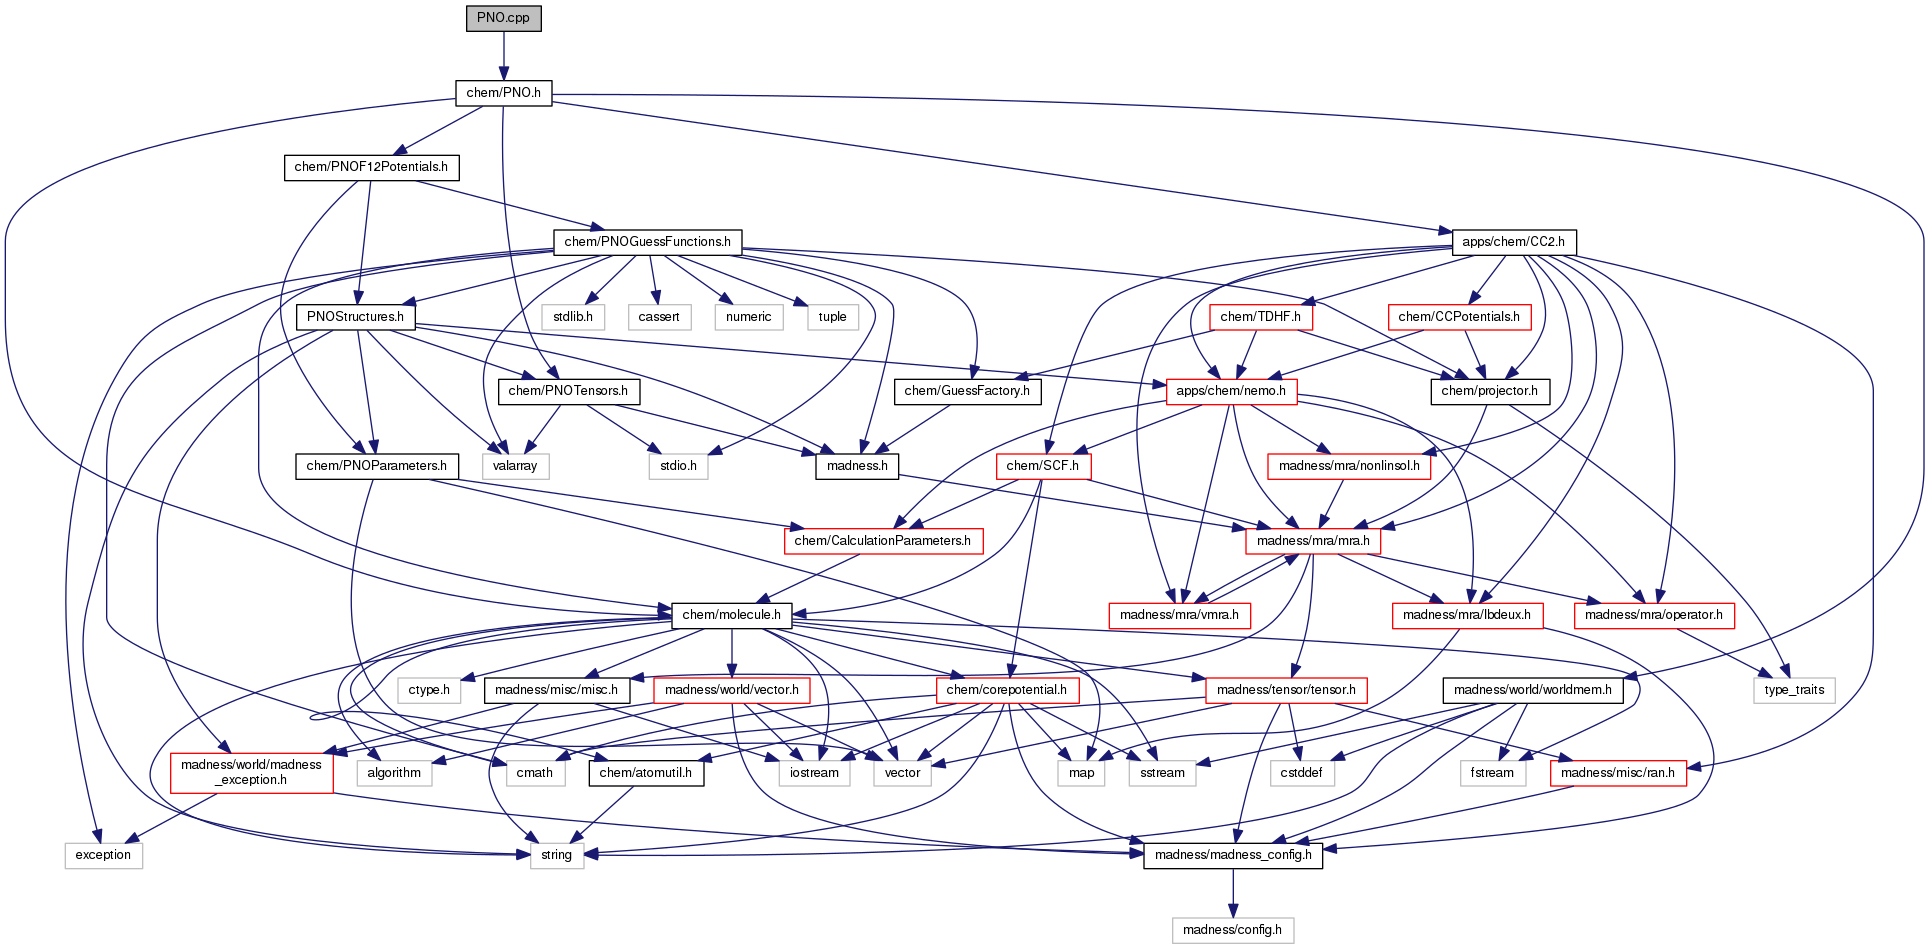 PNO.cpp
chem/PNO.h
chem/PNOF12Potentials.h
chem/PNOGuessFunctions.h
apps/chem/CC2.h
PNOStructures.h
stdlib.h
cassert
numeric
tuple
chem/TDHF.h
chem/CCPotentials.h
chem/PNOTensors.h
chem/GuessFactory.h
apps/chem/nemo.h
chem/projector.h
chem/PNOParameters.h
valarray
stdio.h
madness.h
chem/SCF.h
madness/mra/nonlinsol.h
chem/CalculationParameters.h
madness/mra/mra.h
chem/molecule.h
madness/mra/vmra.h
madness/mra/lbdeux.h
madness/mra/operator.h
ctype.h
madness/misc/misc.h
madness/world/vector.h
chem/corepotential.h
madness/tensor/tensor.h
madness/world/worldmem.h
type_traits
madness/world/madness
_exception.h
algorithm
cmath
chem/atomutil.h
iostream
vector
map
sstream
cstddef
fstream
madness/misc/ran.h
exception
string
madness/madness_config.h
madness/config.h